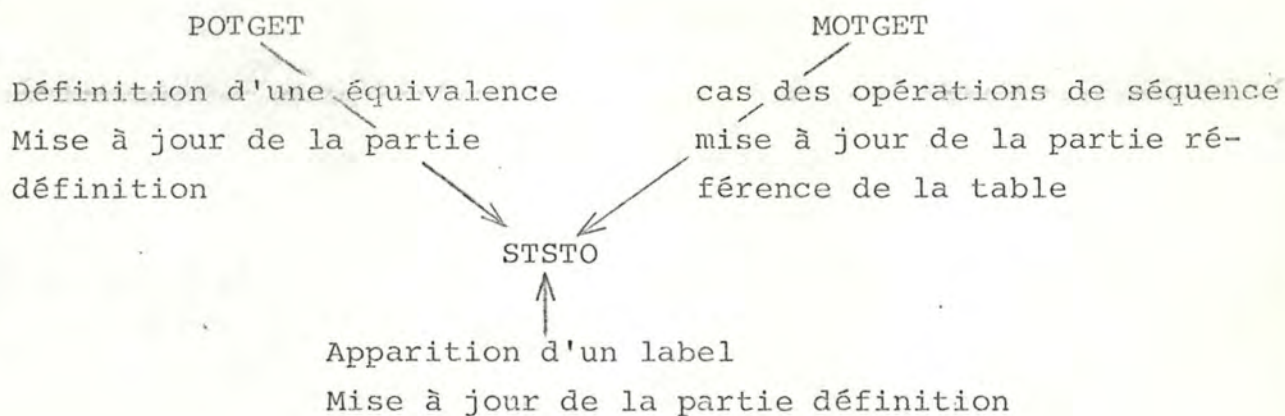 POTGET
Définition d'une équivalence
Mise à jour de la partie
définition
MOTGET
cas des opérations de séquence
mise à jour de la partie ré-
férence de la table
STSTO
Apparition d'un label
Mise à jour de la partie définition